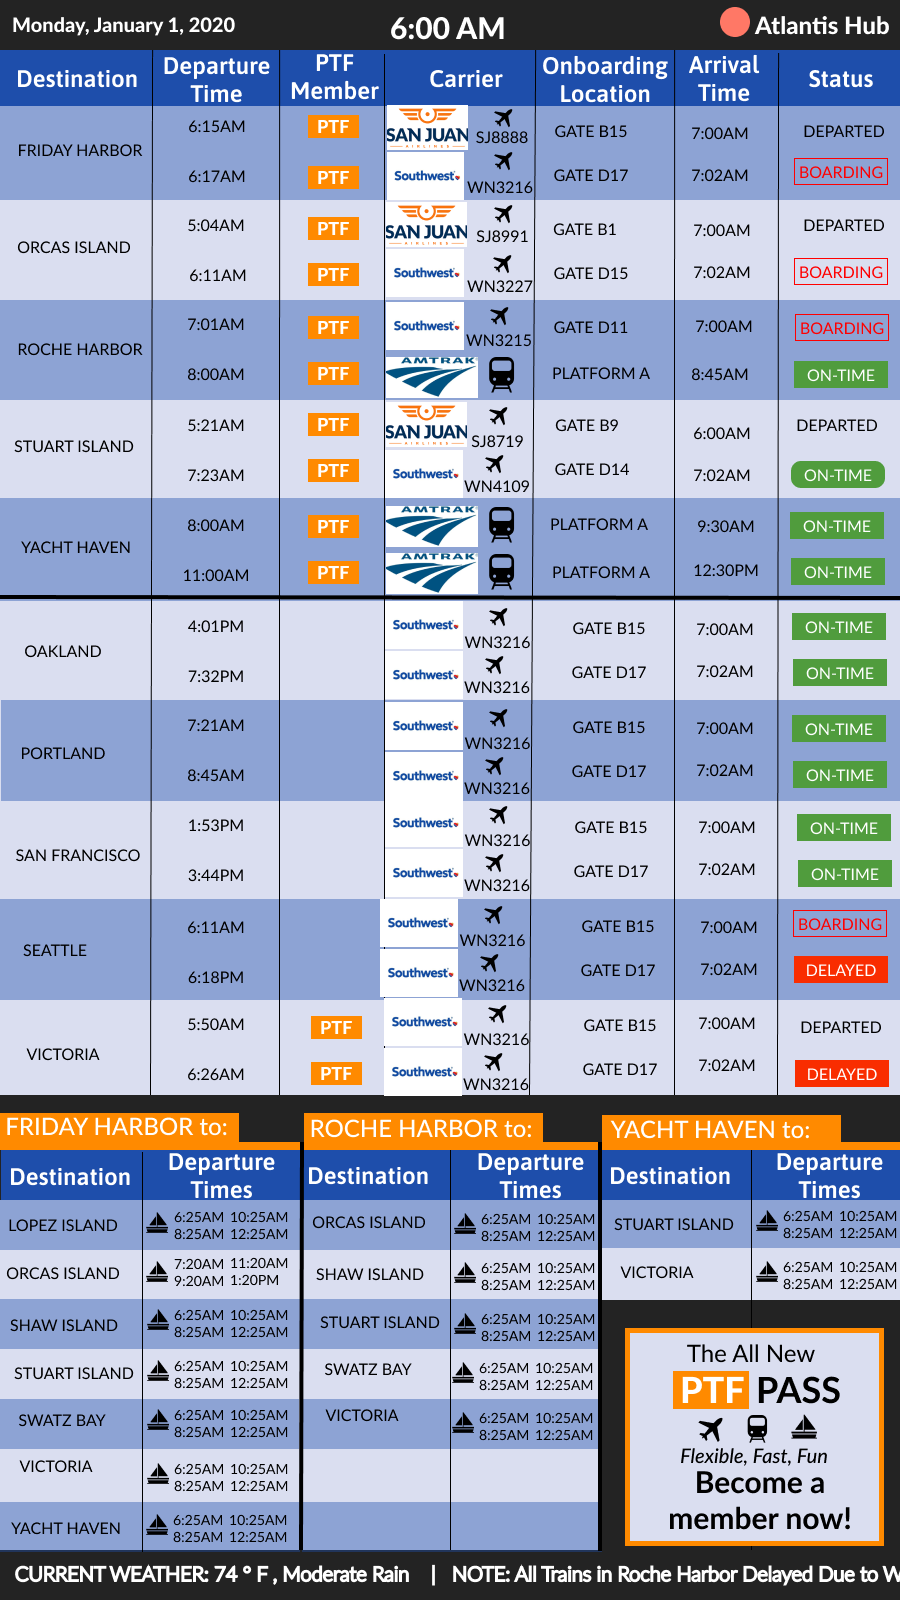 Monday, January 1, 2020 6:00 AM Atlantis Hub
Destination Departure Time PTF Member Carrier Onboarding Location Arrival Time Status
FRIDAY HARBOR
6:15AM PTF SAN JUAN AIRLINES SJ8888 GATE B15 7:00AM DEPARTED
6:17AM PTF Southwest WN3216 GATE D17 7:02AM BOARDING
ORCAS ISLAND
5:04AM PTF SAN JUAN AIRLINES SJ8991 GATE B1 7:00AM DEPARTED
6:11AM PTF Southwest WN3227 GATE D15 7:02AM BOARDING
ROCHE HARBOR
7:01AM PTF Southwest WN3215 GATE D11 7:00AM BOARDING
8:00AM PTF AMTRAK PLATFORM A 8:45AM ON-TIME
STUART ISLAND
5:21AM PTF SAN JUAN AIRLINES SJ8719 GATE B9 6:00AM DEPARTED
7:23AM PTF Southwest WN4109 GATE D14 7:02AM ON-TIME
YACHT HAVEN
8:00AM PTF AMTRAK PLATFORM A 9:30AM ON-TIME
11:00AM PTF AMTRAK PLATFORM A 12:30PM ON-TIME
OAKLAND
4:01PM Southwest WN3216 GATE B15 7:00AM ON-TIME
7:32PM Southwest WN3216 GATE D17 7:02AM ON-TIME
PORTLAND
7:21AM Southwest WN3216 GATE B15 7:00AM ON-TIME
8:45AM Southwest WN3216 GATE D17 7:02AM ON-TIME
SAN FRANCISCO
1:53PM Southwest WN3216 GATE B15 7:00AM ON-TIME
3:44PM Southwest WN3216 GATE D17 7:02AM ON-TIME
SEATTLE
6:11AM Southwest WN3216 GATE B15 7:00AM BOARDING
6:18PM Southwest WN3216 GATE D17 7:02AM DELAYED
VICTORIA
5:50AM PTF Southwest WN3216 GATE B15 7:00AM DEPARTED
6:26AM PTF Southwest WN3216 GATE D17 7:02AM DELAYED
FRIDAY HARBOR to:
Destination Departure Times
LOPEZ ISLAND 6:25AM 10:25AM
8:25AM 12:25AM
ORCAS ISLAND 7:20AM 11:20AM
9:20AM 1:20PM
SHAW ISLAND 6:25AM 10:25AM
8:25AM 12:25AM
STUART ISLAND 6:25AM 10:25AM
8:25AM 12:25AM
SWATZ BAY 6:25AM 10:25AM
8:25AM 12:25AM
VICTORIA 6:25AM 10:25AM
8:25AM 12:25AM
YACHT HAVEN 6:25AM 10:25AM
8:25AM 12:25AM
ROCHE HARBOR to:
Destination Departure Times
ORCAS ISLAND 6:25AM 10:25AM
8:25AM 12:25AM
SHAW ISLAND 6:25AM 10:25AM
8:25AM 12:25AM
STUART ISLAND 6:25AM 10:25AM
8:25AM 12:25AM
SWATZ BAY 6:25AM 10:25AM
8:25AM 12:25AM
VICTORIA 6:25AM 10:25AM
8:25AM 12:25AM
YACHT HAVEN to:
Destination Departure Times
STUART ISLAND 6:25AM 10:25AM
8:25AM 12:25AM
VICTORIA 6:25AM 10:25AM
8:25AM 12:25AM
The All New
PTF PASS
Flexible, Fast, Fun
Become a
member now!
CURRENT WEATHER: 74 ° F , Moderate Rain | NOTE: All Trains in Roche Harbor Delayed Due to W